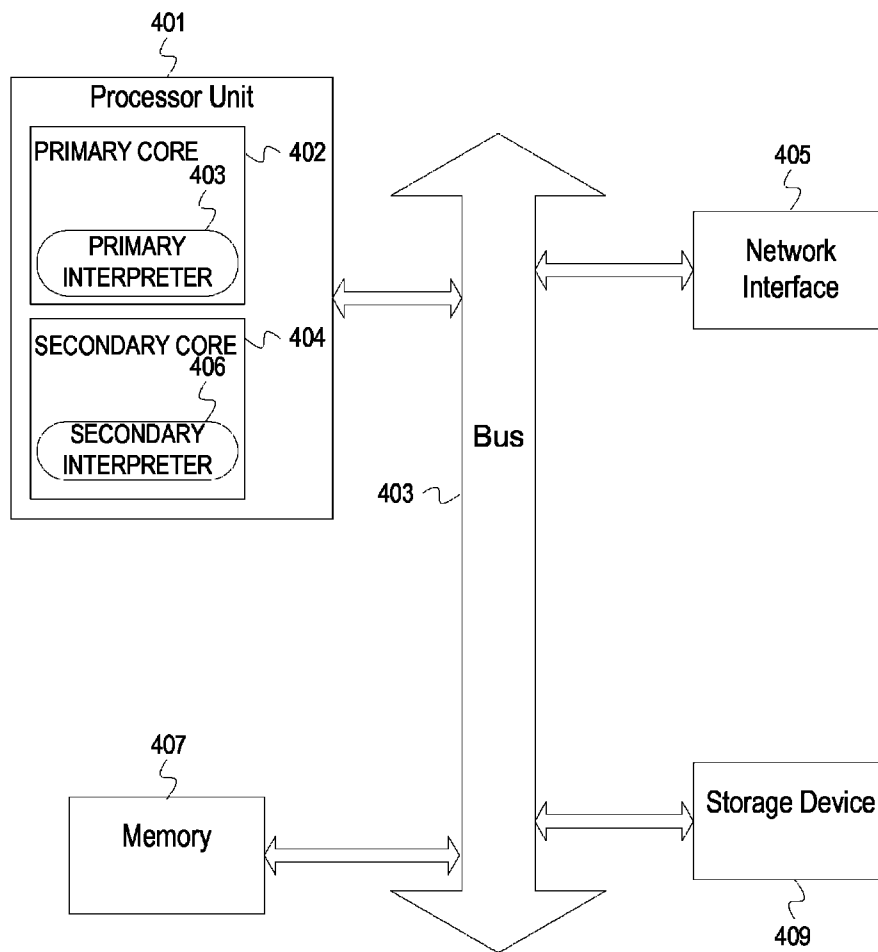 401
Processor Unit
PRIMARY CORE
402
403
PRIMARY
INTERPRETER
SECONDARY CORE
404
406
SECONDARY
INTERPRETER
Bus
403
405
Network
Interface
407
Memory
Storage Device
409